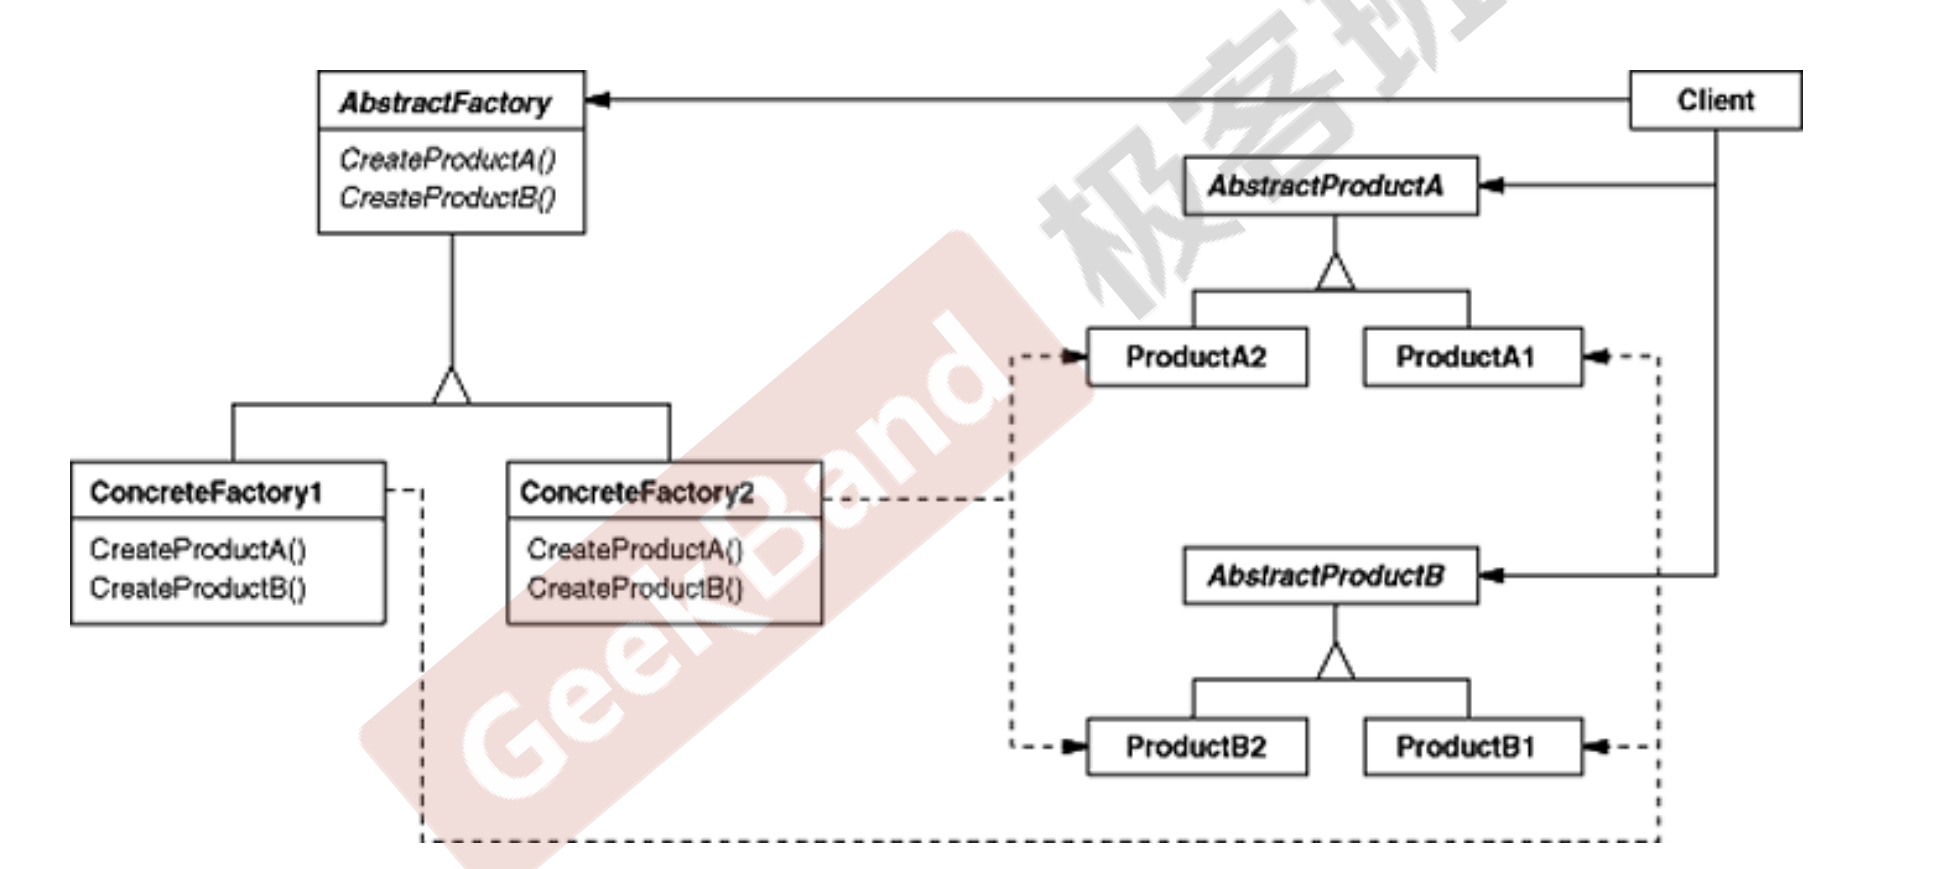 AbstractFactory
CreateProductA()
CreateProductB()
Client
AbstractProductA
ProductA2
ProductA1
ConcreteFactory1
CreateProductA()
CreateProductB()
ConcreteFactory2
CreateProductA()
CreateProductB()
AbstractProductB
ProductB2
ProductB1
GeekBand 极客班